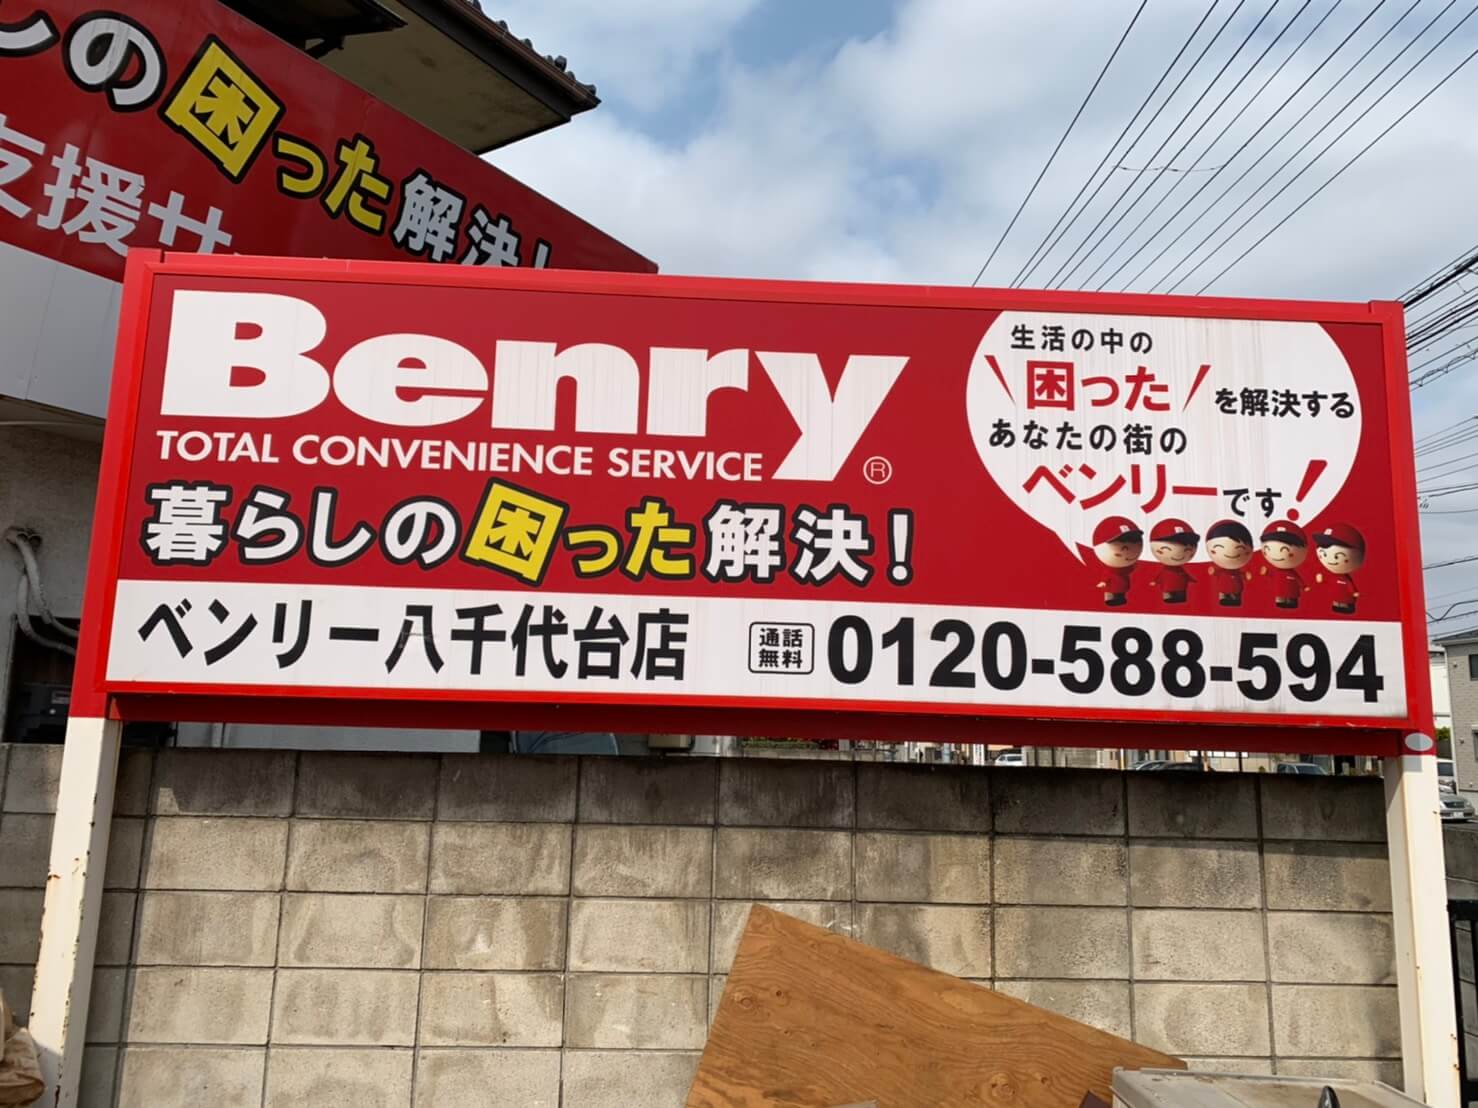 しの困った解決！
支援サ
Benry
TOTAL CONVENIENCE SERVICE ®
暮らしの困った解決！
生活の中の
困ったを解決する
あなたの街の
ベンリーです！
ベンリー八千代台店
通話無料 0120-588-594